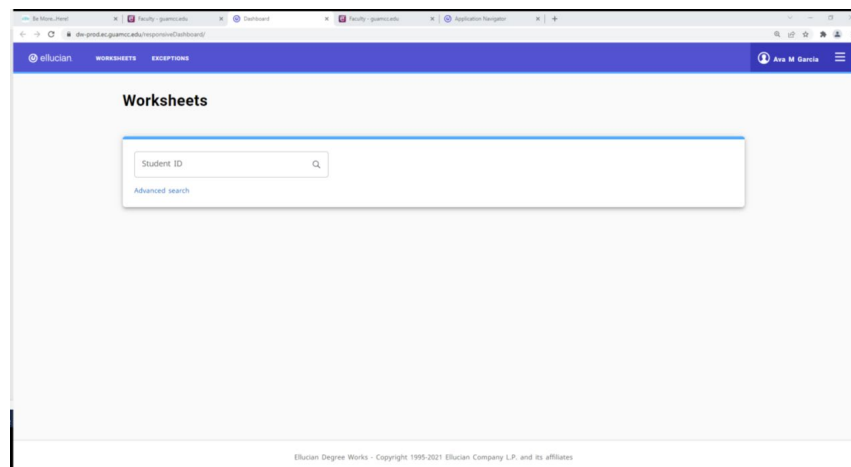 Be More...Here!
Faculty - guamcc.edu
Dashboard
Faculty - guamcc.edu
Application Navigator
dw-prod.ec.guamcc.edu/responsiveDashboard/
ellucian
WORKSHEETS
EXCEPTIONS
Ava M Garcia
Worksheets
Student ID
Advanced search
Ellucian Degree Works - Copyright 1995-2021 Ellucian Company L.P. and its affiliates